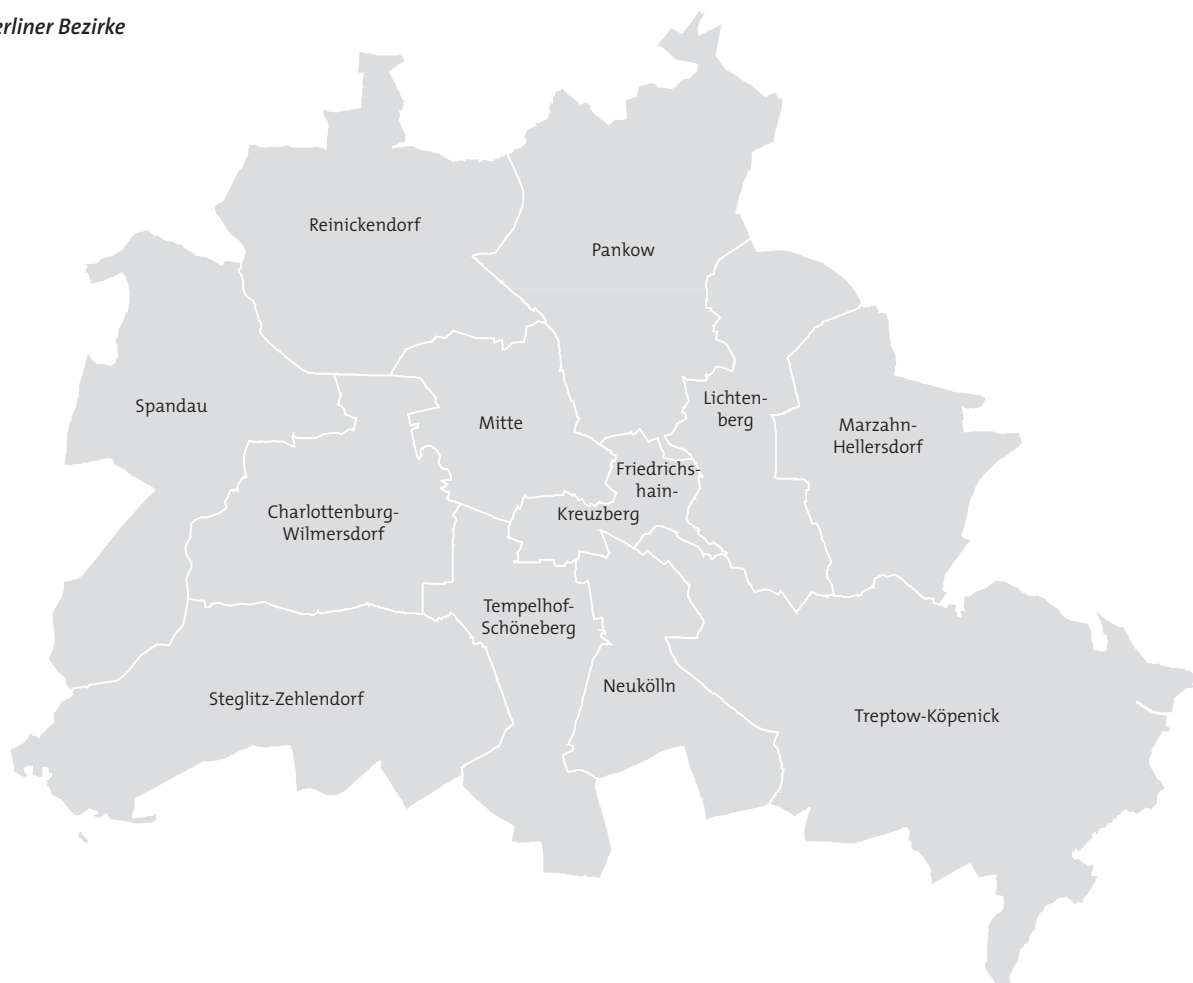 erliner Bezirke
Reinickendorf
Pankow
Spandau
Mitte
Lichten-
berg
Marzahn-
Hellersdorf
Friedrichs-
hain-
Kreuzberg
Charlottenburg-
Wilmersdorf
Tempelhof-
Schöneberg
Neukölln
Steglitz-Zehlendorf
Treptow-Köpenick